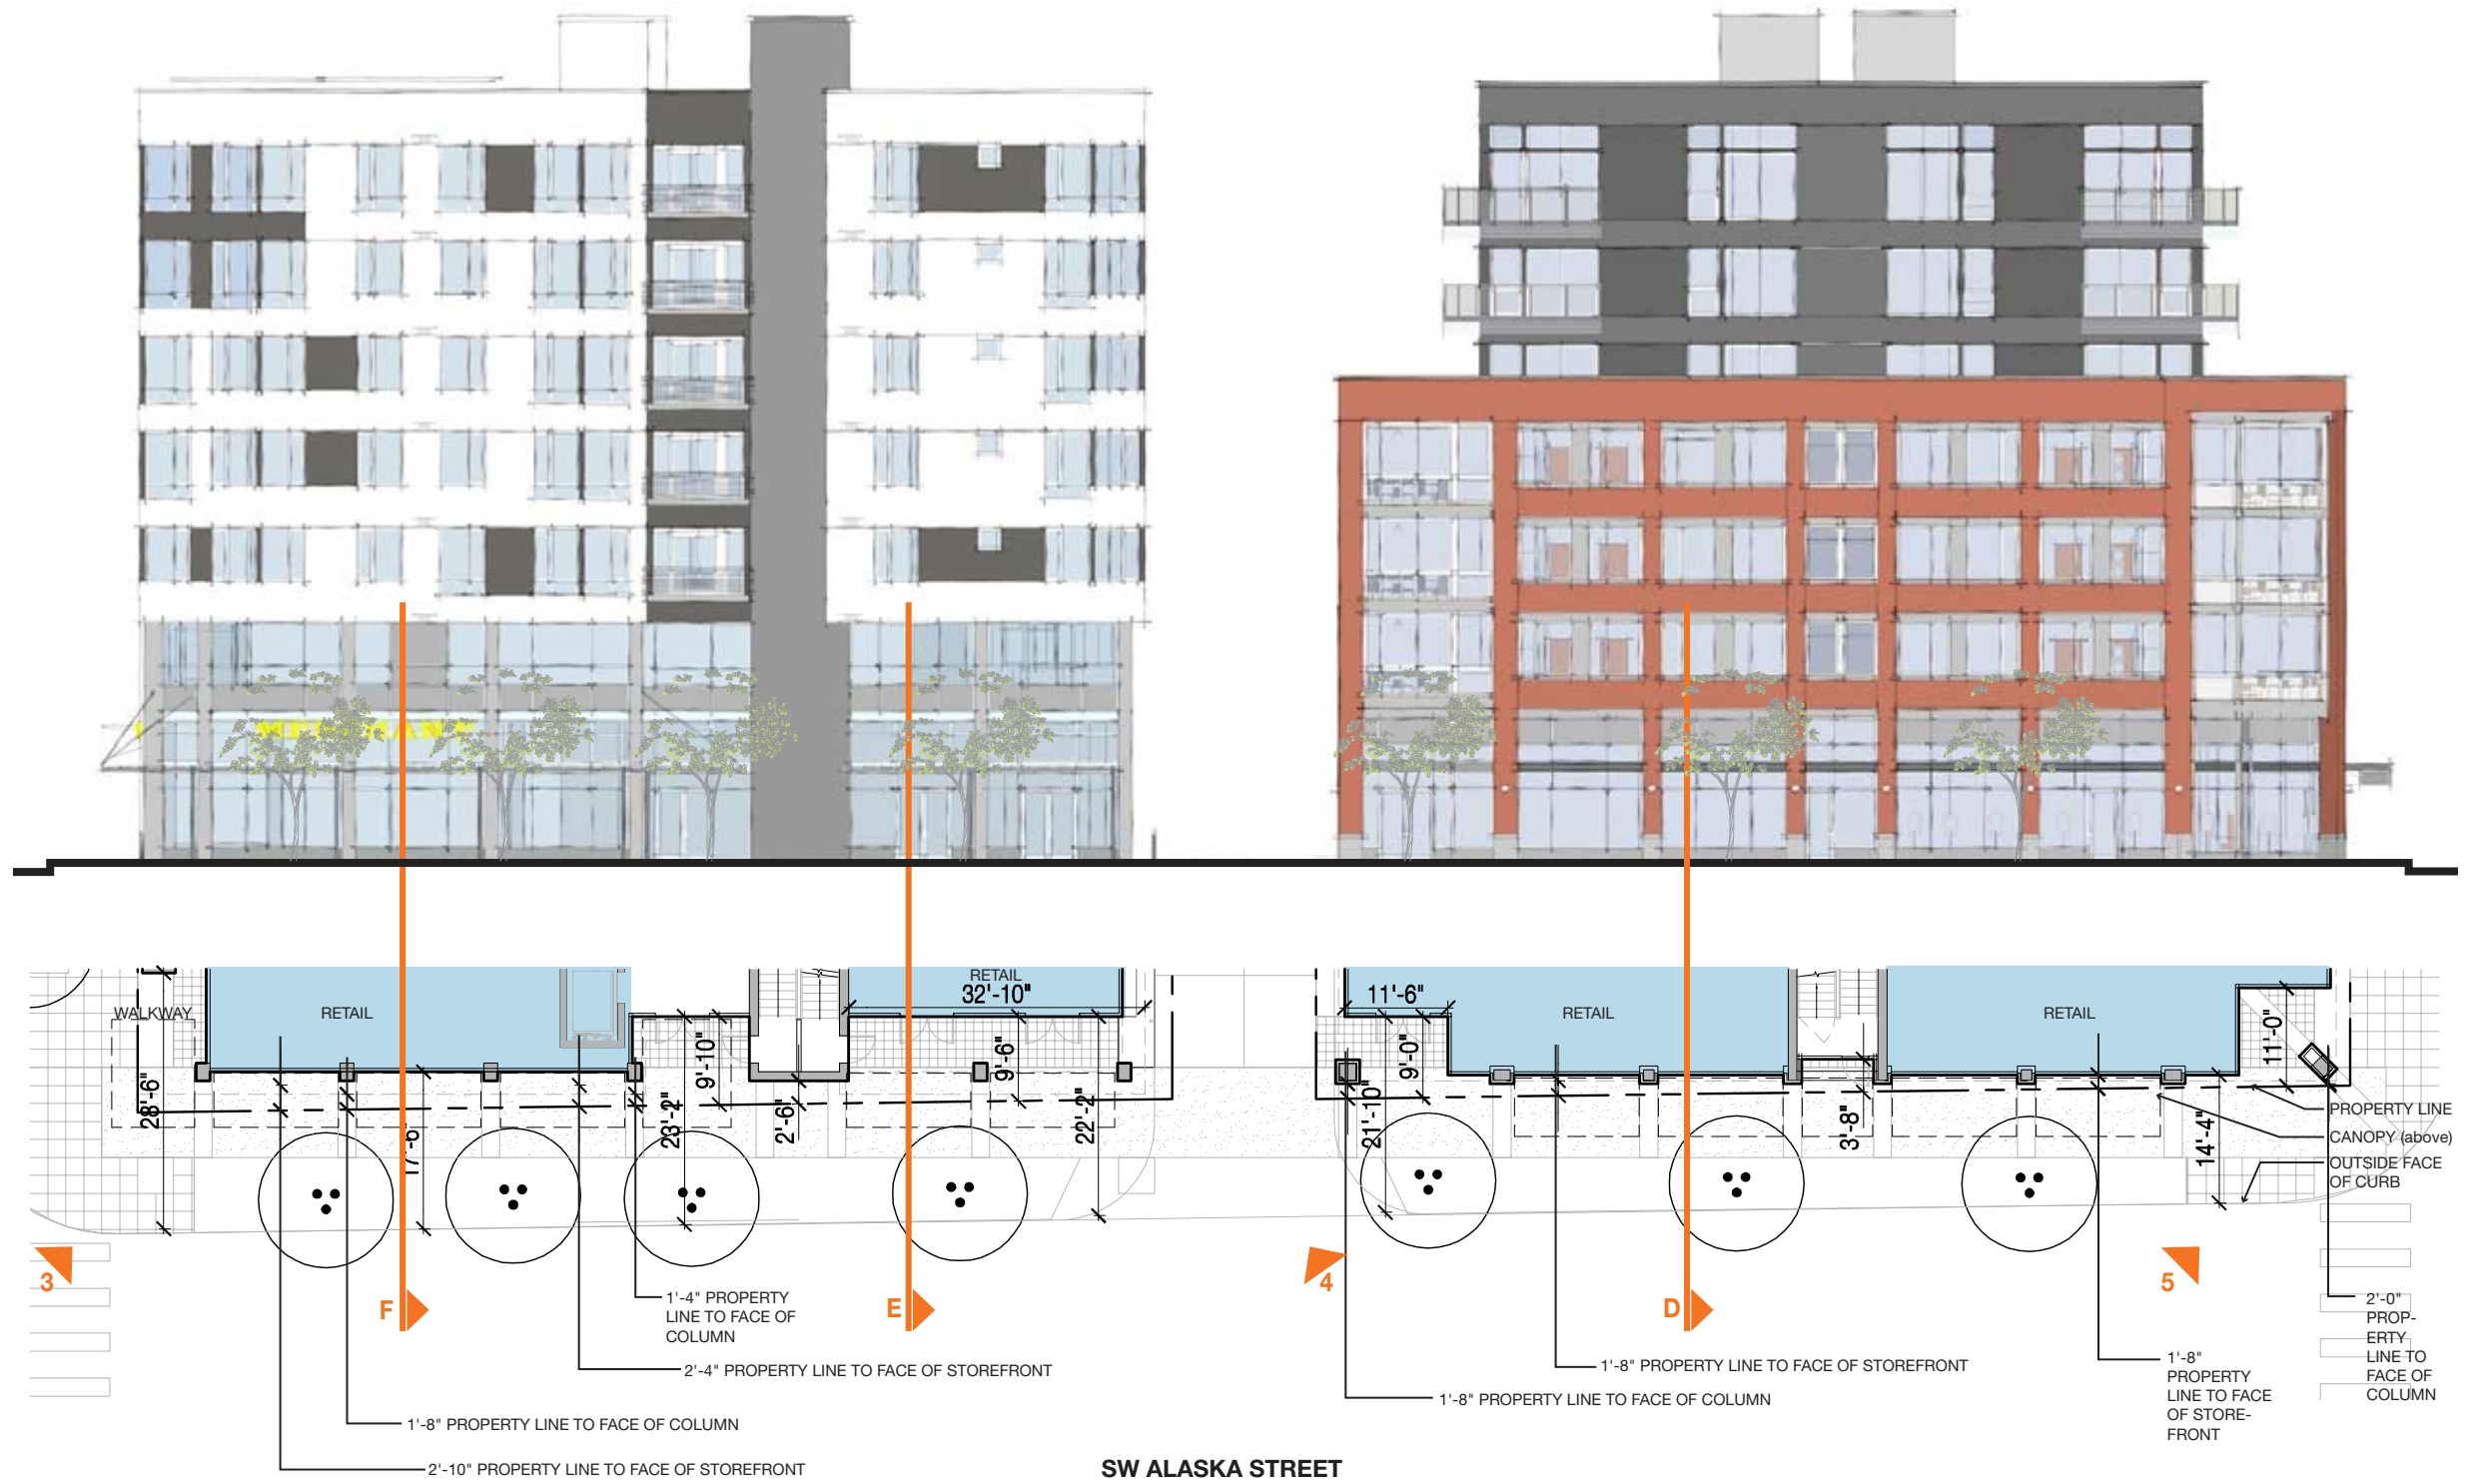 RETAIL
32'-10"
WALKWAY
RETAIL
11'-6"
RETAIL
RETAIL
28'-6"
17'-6"
23'-2"
9'-10"
2'-6"
9'-6"
22'-2"
21'-10"
9'-0"
3'-8"
14'-4"
11'-0"
PROPERTY LINE
CANOPY (above)
OUTSIDE FACE
OF CURB
3
4
5
F
E
D
1'-4" PROPERTY
LINE TO FACE OF
COLUMN
2'-4" PROPERTY LINE TO FACE OF STOREFRONT
1'-8" PROPERTY LINE TO FACE OF COLUMN
2'-10" PROPERTY LINE TO FACE OF STOREFRONT
1'-8" PROPERTY LINE TO FACE OF STOREFRONT
1'-8" PROPERTY LINE TO FACE OF COLUMN
1'-8"
PROPERTY
LINE TO FACE
OF STORE-
FRONT
2'-0"
PROP-
ERTY
LINE TO
FACE OF
COLUMN
SW ALASKA STREET